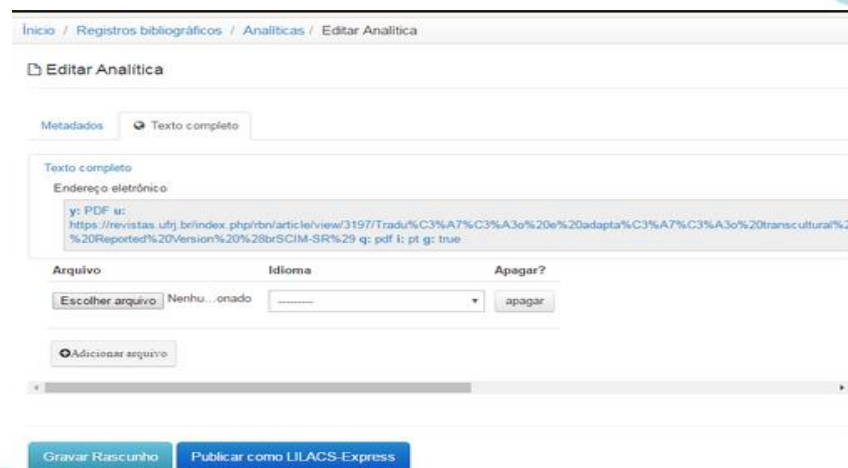 Ínicio / Registros bibliográficos / Analíticas / Editar Analítica
Editar Analítica
Metadados Texto completo
Texto completo
Endereço eletrônico
y: PDF u:
https://revistas.ufrj.br/index.php/rbn/article/view/3197/Tradu%C3%A7%C3%A3o%20e%20adapta%C3%A7%C3%A3o%20transcultural%2
%20Reported%20Version%20%28brSCIM-SR%29 q: pdf i: pt g: true
Arquivo Idioma Apagar?
Escolher arquivo Nenhu...onado --------- apagar
Adicionar arquivo
Gravar Rascunho Publicar como LILACS-Express